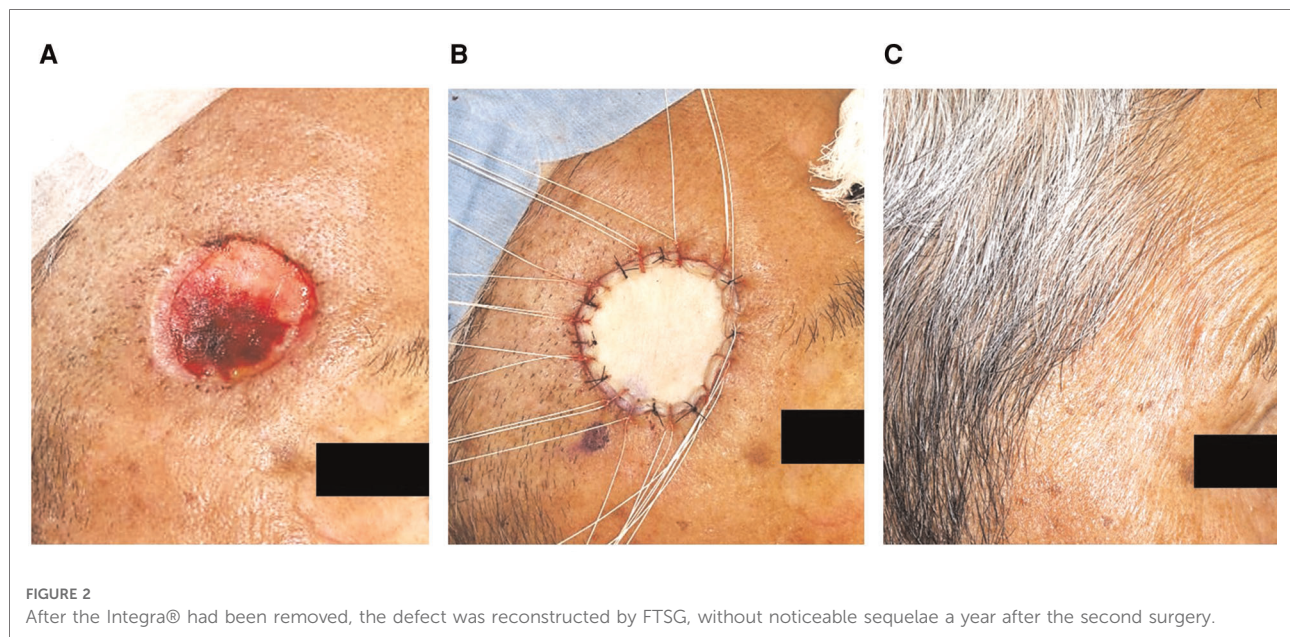 A
B
C
FIGURE 2
After the Integra® had been removed, the defect was reconstructed by FTSG, without noticeable sequelae a year after the second surgery.